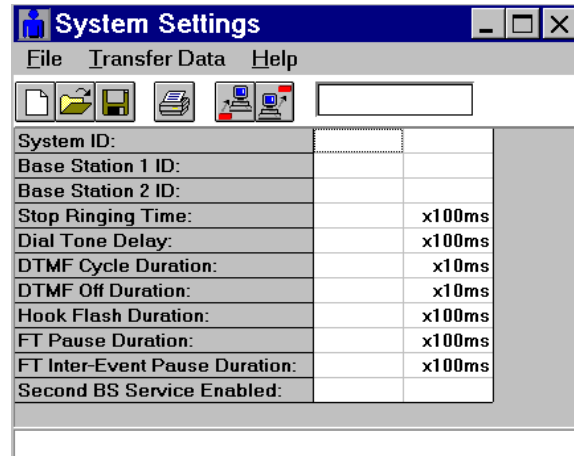 System Settings
File Transfer Data Help
System ID:
Base Station 1 ID:
Base Station 2 ID:
Stop Ringing Time: x100ms
Dial Tone Delay: x100ms
DTMF Cycle Duration: x10ms
DTMF Off Duration: x10ms
Hook Flash Duration: x100ms
FT Pause Duration: x100ms
FT Inter-Event Pause Duration: x100ms
Second BS Service Enabled: